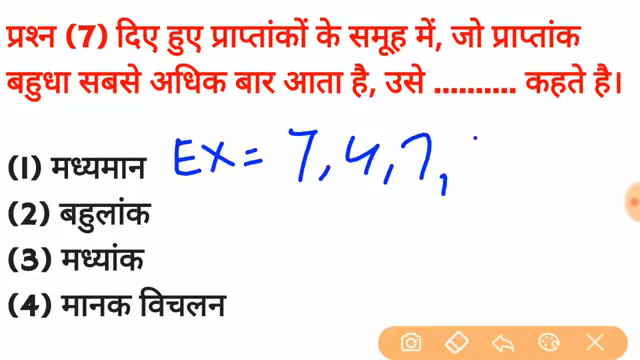 प्रश्न (7) दिए हुए प्राप्तांकों के समूह में, जो प्राप्तांक
बहुधा सबसे अधिक बार आता है, उसे .......... कहते है।
(1) मध्यमान EX= 7,4,7,
(2) बहुलांक
(3) मध्यांक
(4) मानक विचलन